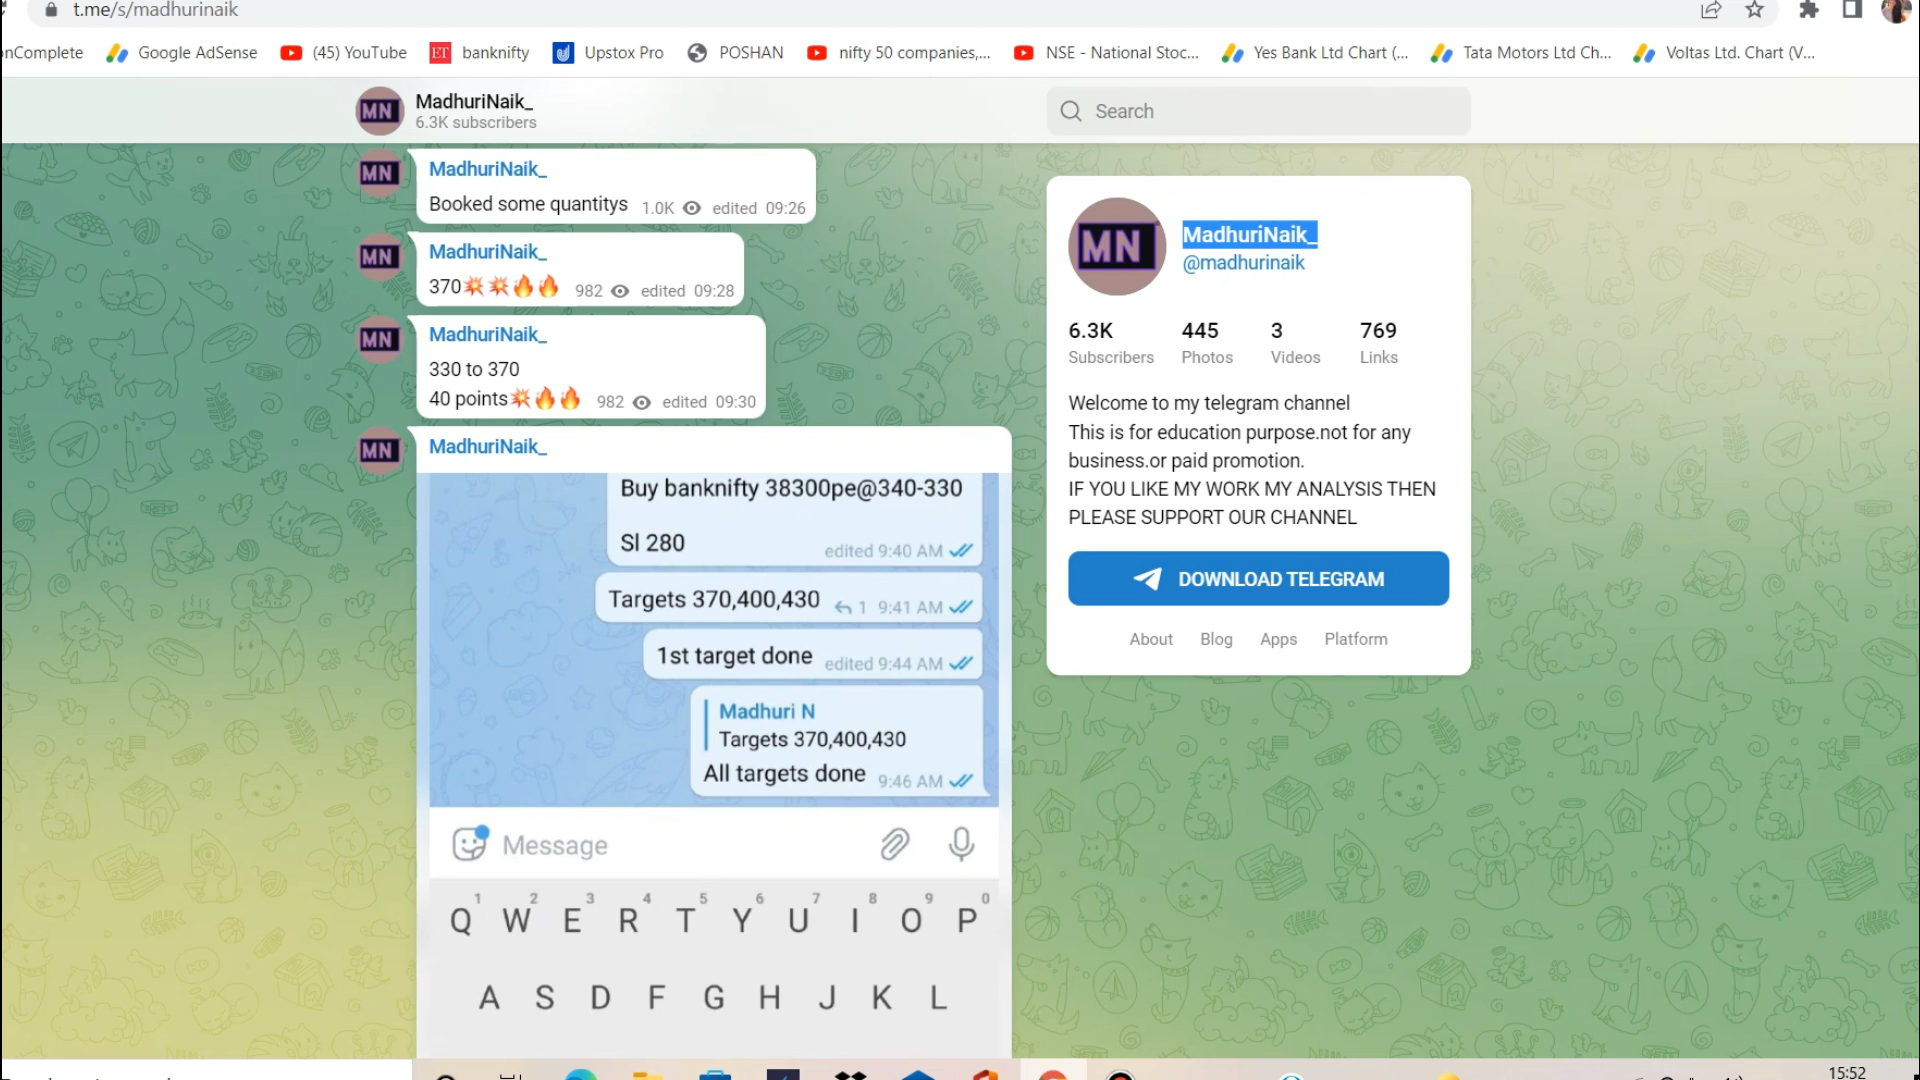 t.me/s/madhurinaik
onComplete Google AdSense (45) YouTube ET banknifty Upstox Pro POSHAN nifty 50 companies,... NSE - National Stoc... Yes Bank Ltd Chart (... Tata Motors Ltd Ch... Voltas Ltd. Chart (V...
MN MadhuriNaik_
6.3K subscribers
Search
MN MadhuriNaik_
Booked some quantitys 1.0K edited 09:26
MN MadhuriNaik_
370💥💥🔥🔥 982 edited 09:28
MN MadhuriNaik_
330 to 370
40 points💥🔥🔥 982 edited 09:30
MN MadhuriNaik_
Buy banknifty 38300pe@340-330
Sl 280 edited 9:40 AM
Targets 370,400,430 1 9:41 AM
1st target done edited 9:44 AM
Madhuri N
Targets 370,400,430
All targets done 9:46 AM
Message
1 2 3 4 5 6 7 8 9 0
Q W E R T Y U I O P
A S D F G H J K L
MN MadhuriNaik_
@madhurinaik
6.3K 445 3 769
Subscribers Photos Videos Links
Welcome to my telegram channel
This is for education purpose.not for any
business.or paid promotion.
IF YOU LIKE MY WORK MY ANALYSIS THEN
PLEASE SUPPORT OUR CHANNEL
DOWNLOAD TELEGRAM
About Blog Apps Platform
15:52